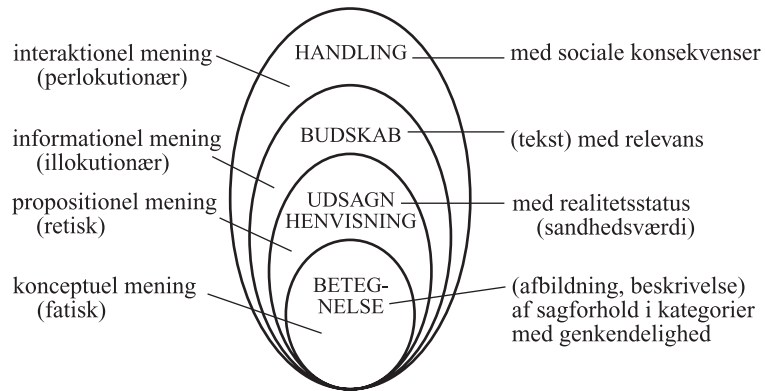 interaktionel mening
(perlokutionær)
HANDLING
med sociale konsekvenser
informationel mening
(illokutionær)
BUDSKAB
(tekst) med relevans
propositionel mening
(retisk)
UDSAGN
HENVISNING
med realitetsstatus
(sandhedsværdi)
konceptuel mening
(fatisk)
BETEG-
NELSE
(afbildning, beskrivelse)
af sagforhold i kategorier
med genkendelighed